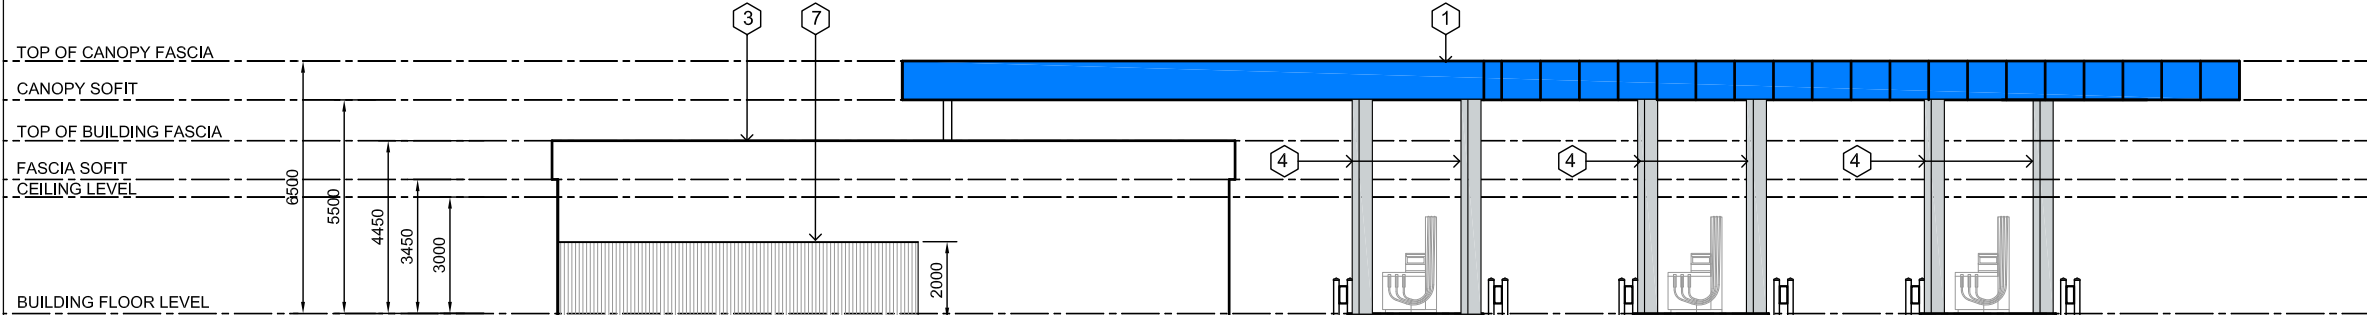 3
7
1
TOP OF CANOPY FASCIA
CANOPY SOFIT
TOP OF BUILDING FASCIA
FASCIA SOFIT
CEILING LEVEL
BUILDING FLOOR LEVEL
6500
5500
4450
3450
3000
2000
4
4
4